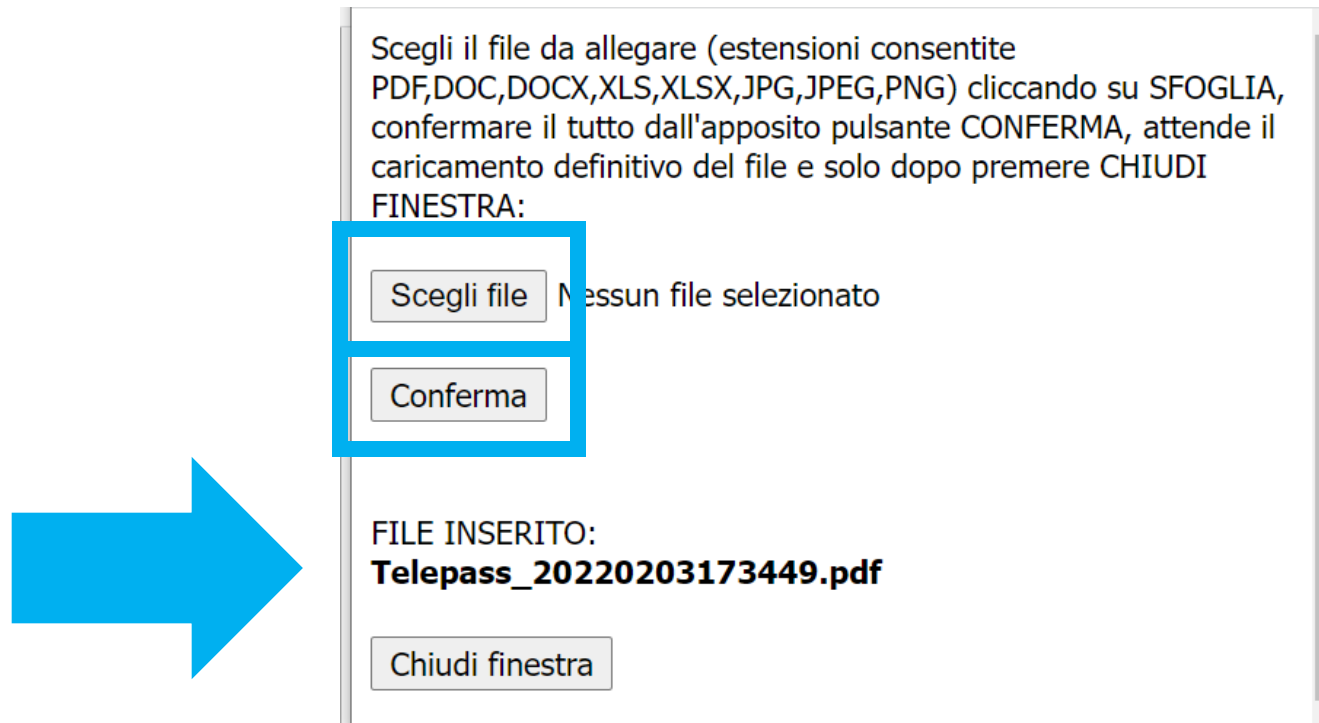 Scegli il file da allegare (estensioni consentite
PDF,DOC,DOCX,XLS,XLSX,JPG,JPEG,PNG) cliccando su SFOGLIA,
confermare il tutto dall'apposito pulsante CONFERMA, attende il
caricamento definitivo del file e solo dopo premere CHIUDI
FINESTRA:
Scegli file Nessun file selezionato
Conferma
FILE INSERITO:
Telepass_20220203173449.pdf
Chiudi finestra